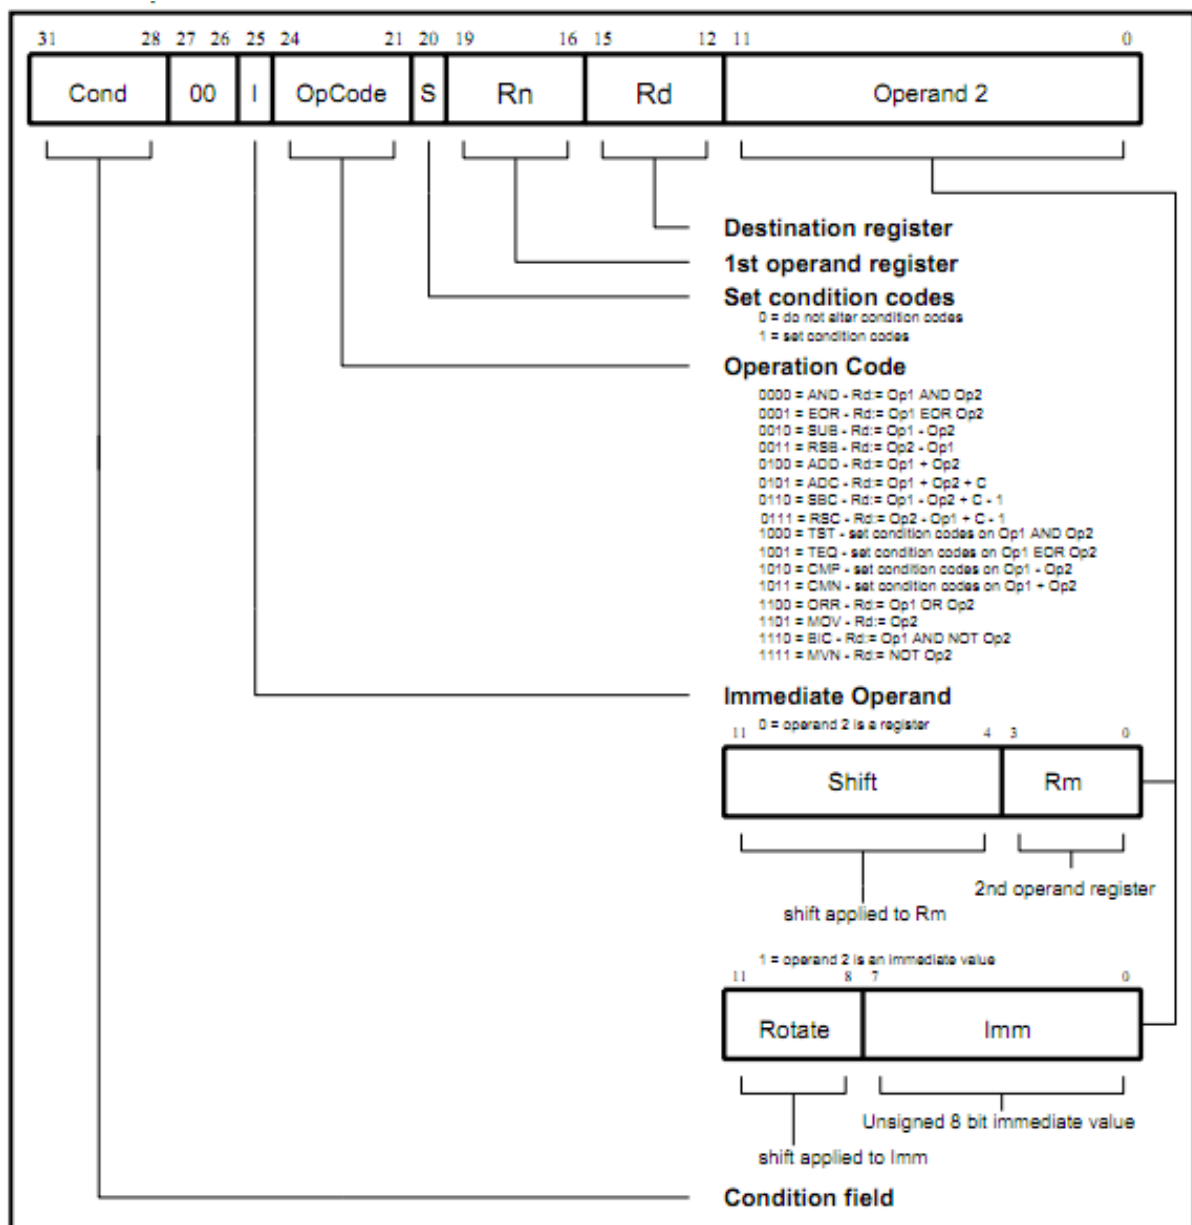 31 28 27 26 25 24 21 20 19 16 15 12 11 0
Cond 00 I OpCode S Rn Rd Operand 2
Destination register
1st operand register
Set condition codes
0 = do not alter condition codes
1 = set condition codes
Operation Code
0000 = AND - Rd:= Op1 AND Op2
0001 = EOR - Rd:= Op1 EOR Op2
0010 = SUB - Rd:= Op1 - Op2
0011 = RSB - Rd:= Op2 - Op1
0100 = ADD - Rd:= Op1 + Op2
0101 = ADC - Rd:= Op1 + Op2 + C
0110 = SBC - Rd:= Op1 - Op2 + C - 1
0111 = RSC - Rd:= Op2 - Op1 + C - 1
1000 = TST - set condition codes on Op1 AND Op2
1001 = TEQ - set condition codes on Op1 EOR Op2
1010 = CMP - set condition codes on Op1 - Op2
1011 = CMN - set condition codes on Op1 + Op2
1100 = ORR - Rd:= Op1 OR Op2
1101 = MOV - Rd:= Op2
1110 = BIC - Rd:= Op1 AND NOT Op2
1111 = MVN - Rd:= NOT Op2
Immediate Operand
0 = operand 2 is a register
11 4 3 0
Shift Rm
2nd operand register
shift applied to Rm
1 = operand 2 is an immediate value
11 8 7 0
Rotate Imm
Unsigned 8 bit immediate value
shift applied to Imm
Condition field